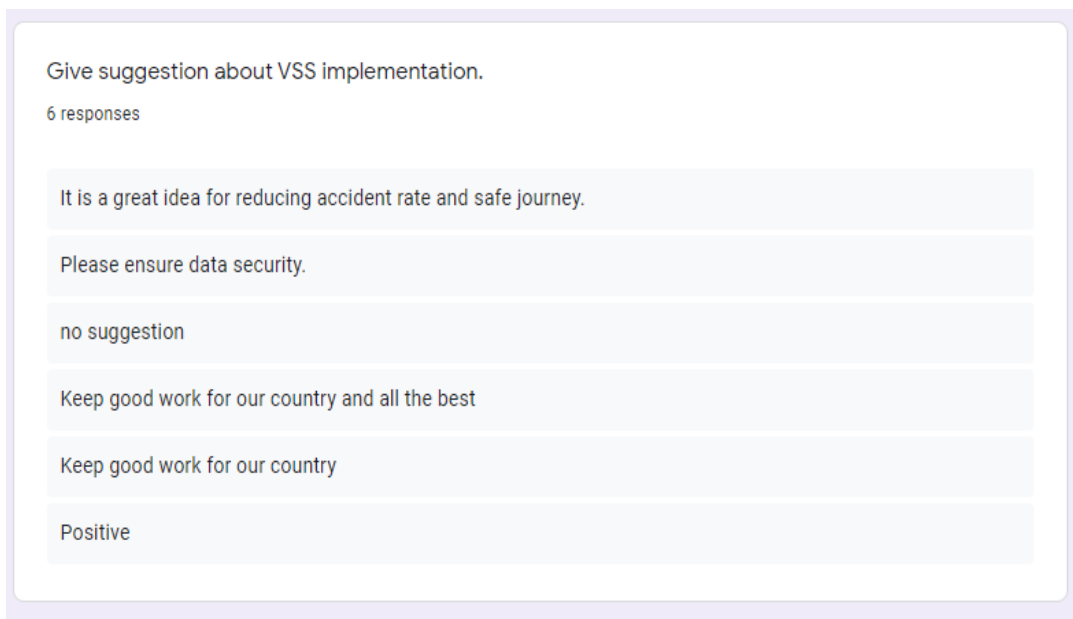 Give suggestion about VSS implementation.
6 responses
It is a great idea for reducing accident rate and safe journey.
Please ensure data security.
no suggestion
Keep good work for our country and all the best
Keep good work for our country
Positive